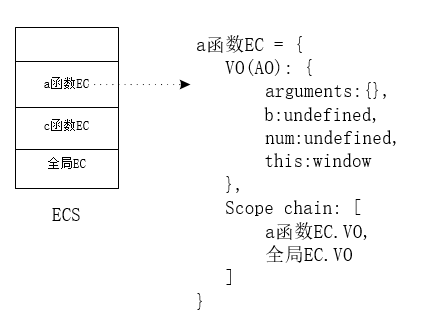 a函数EC
c函数EC
全局EC
ECS
a函数EC = {
VO(AO): {
arguments:{},
b:undefined,
num:undefined,
this:window
},
Scope chain: [
a函数EC.VO,
全局EC.VO
]
}